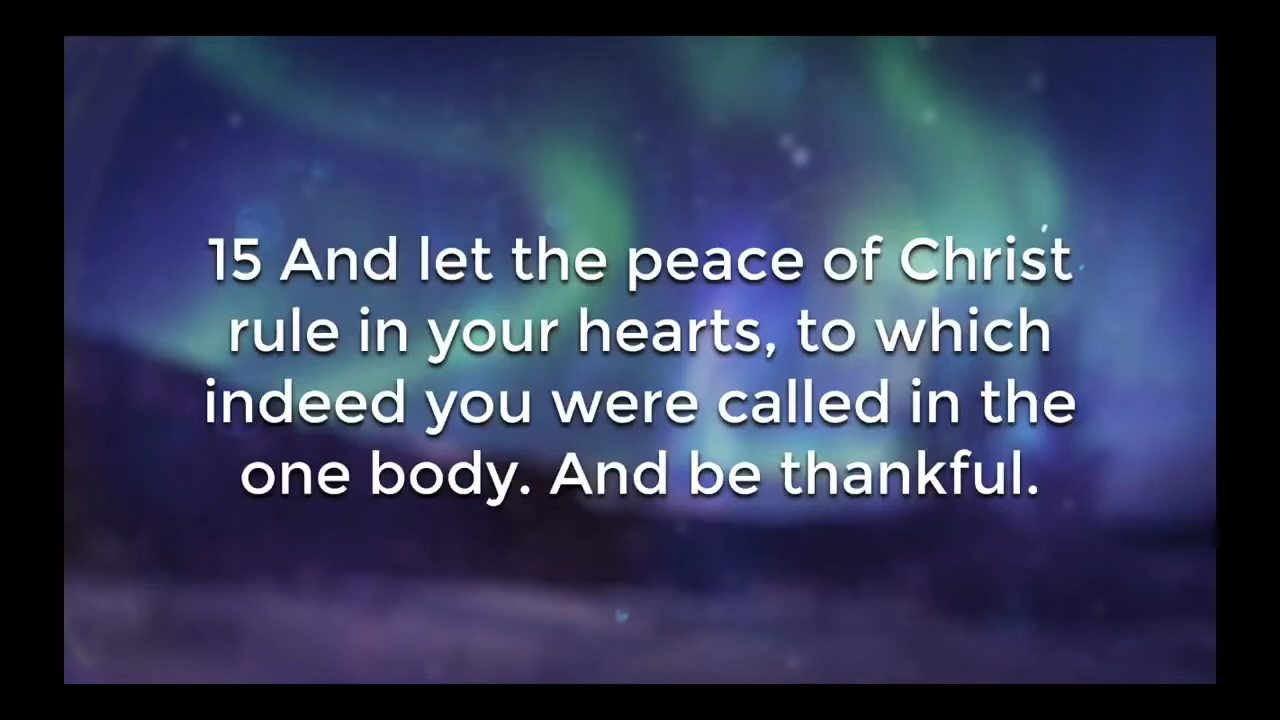 15 And let the peace of Christ
rule in your hearts, to which
indeed you were called in the
one body. And be thankful.